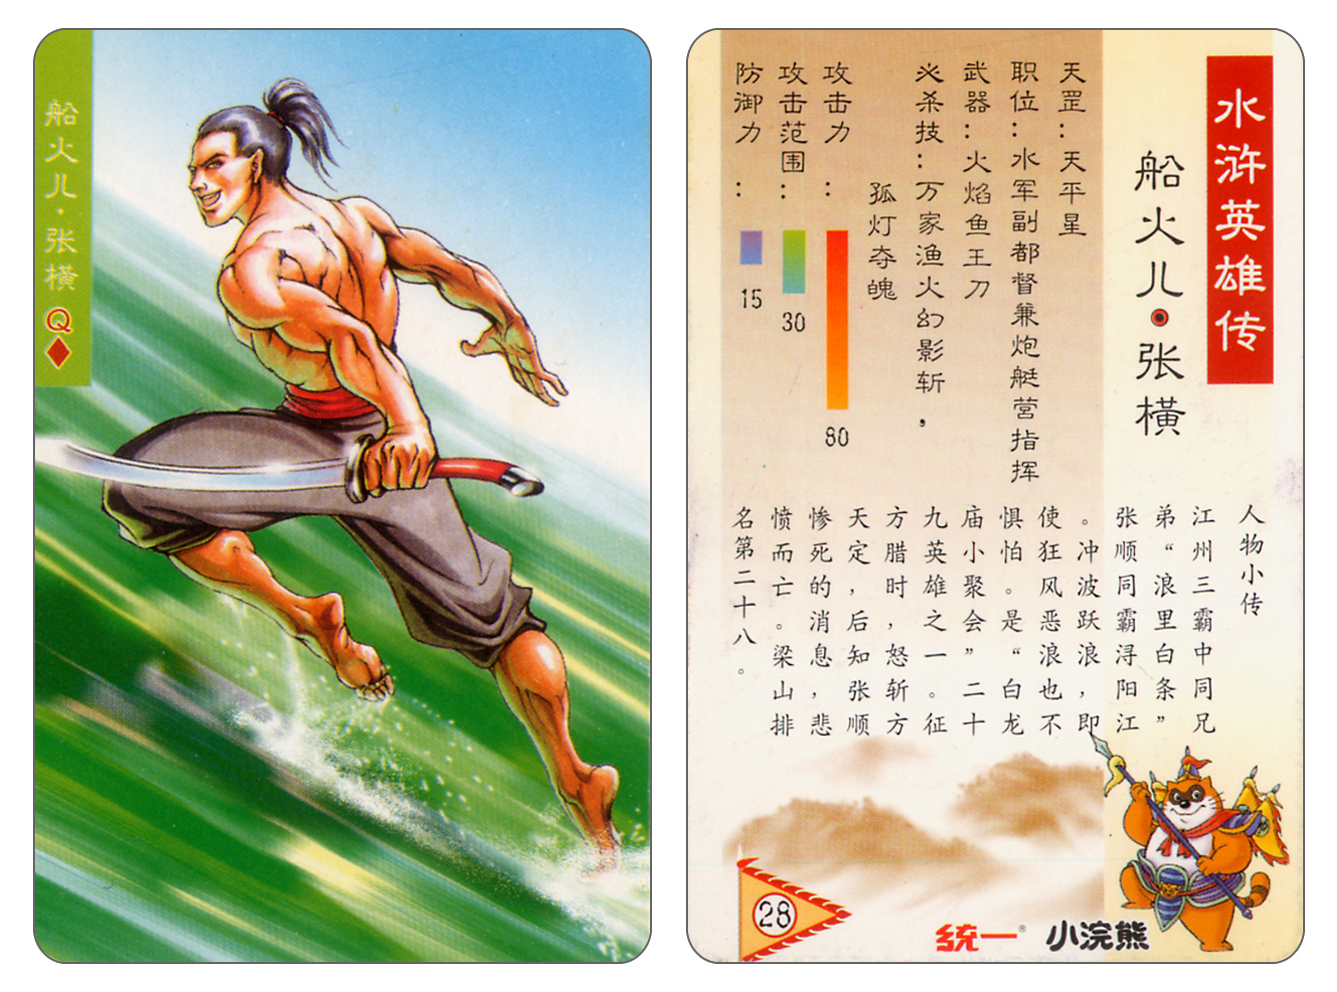 船火儿·张横
Q
水浒英雄传
船火儿·张横
天罡：天平星
职位：水军副都督兼炮艇营指挥
武器：火焰鱼王刀
必杀技：万家渔火幻影斩，
孤灯夺魄
攻击力：
80
攻击范围：
30
防御力：
15
人物小传
江州三霸中同兄
弟“浪里白条”
张顺同霸浔阳江
。冲波跃浪，即
使狂风恶浪也不
惧怕。是“白龙
庙小聚会”二十
九英雄之一。征
方腊时，怒斩方
天定，后知张顺
惨死的消息，悲
愤而亡。梁山排
名第二十八。
28
统一®
小浣熊